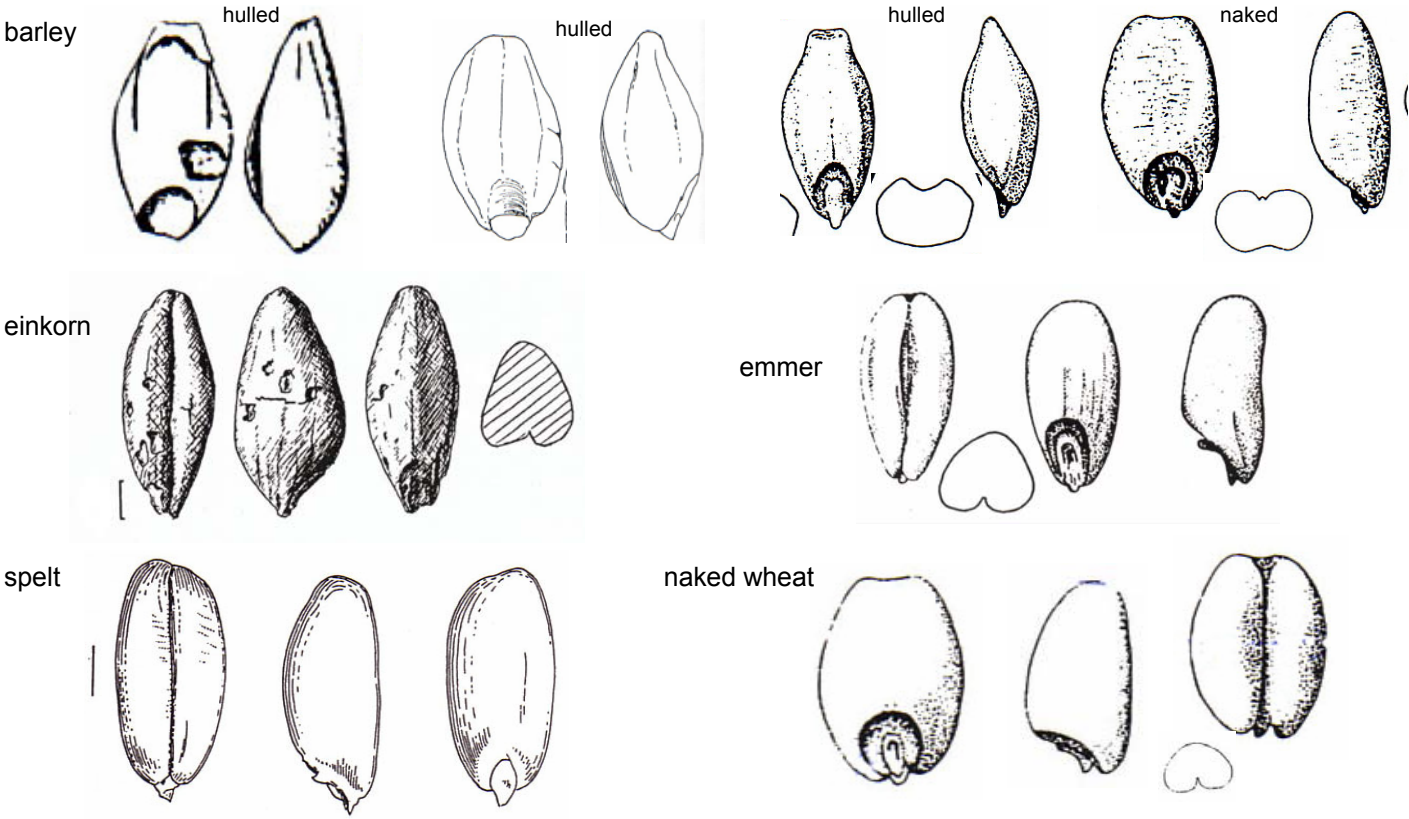 barley
hulled
hulled
hulled
naked
einkorn
emmer
spelt
naked wheat